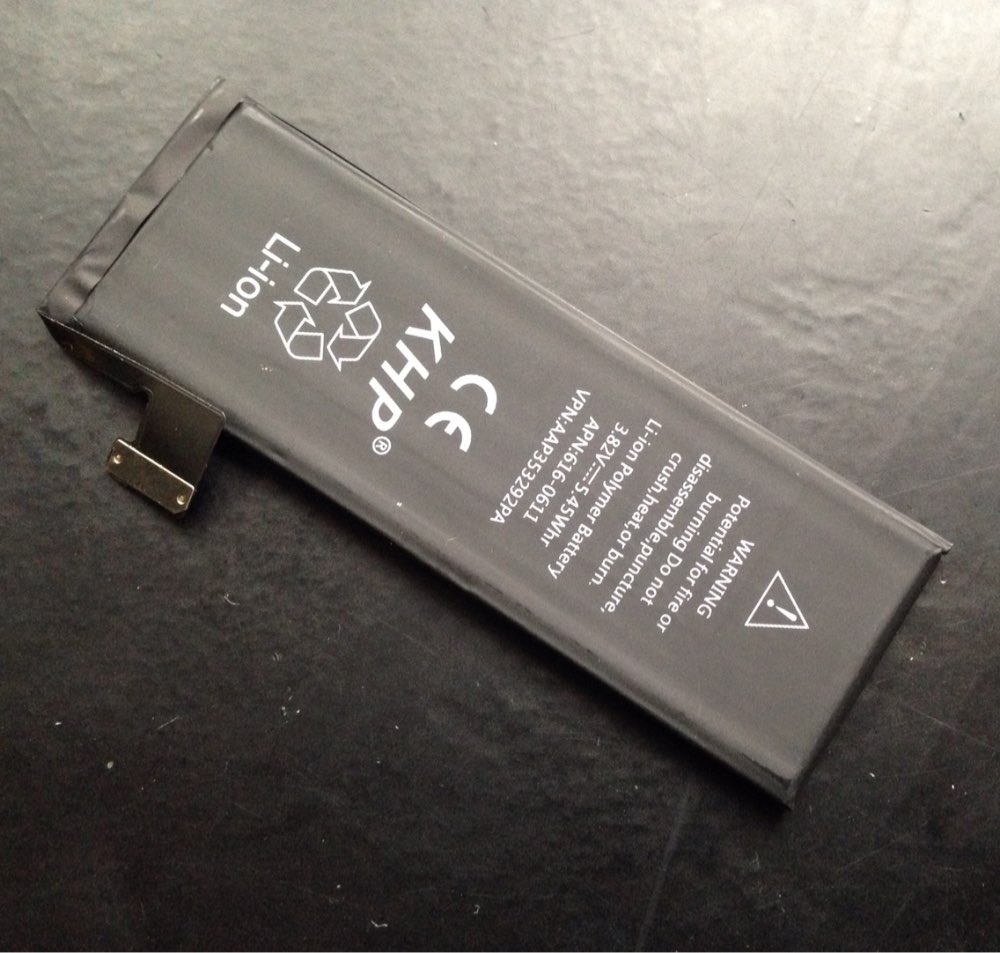 WARNING
Potential for fire or
burning Do not
disassemble,puncture,
crush,heat,or burn.
Li-ion Polymer Battery
3.82V⎓5.45Whr
APN:616-0611
VPN:AAP353292PA
CE
KHP®
Li-ion